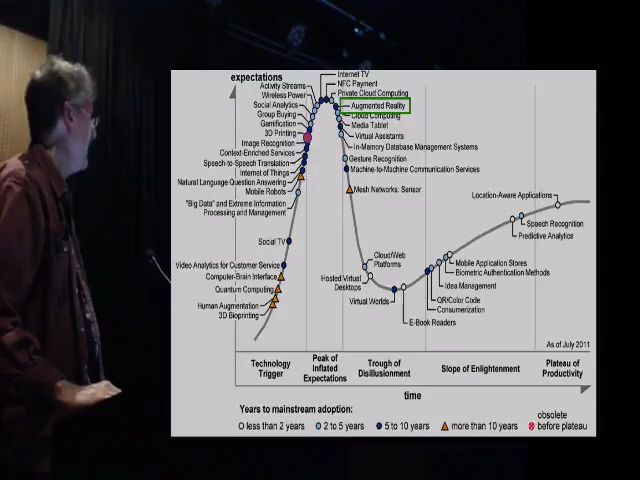 expectations
Internet TV
NFC Payment
Activity Streams
Private Cloud Computing
Wireless Power
Social Analytics
Augmented Reality
Group Buying
Cloud Computing
Gamification
Media Tablet
3D Printing
Virtual Assistants
Image Recognition
In-Memory Database Management Systems
Context-Enriched Services
Gesture Recognition
Speech-to-Speech Translation
Machine-to-Machine Communication Services
Internet of Things
Natural Language Question Answering
Mesh Networks: Sensor
Mobile Robots
"Big Data" and Extreme Information
Processing and Management
Location-Aware Applications
Speech Recognition
Predictive Analytics
Social TV
Cloud/Web
Platforms
Mobile Application Stores
Video Analytics for Customer Service
Biometric Authentication Methods
Computer-Brain Interface
Hosted Virtual
Desktops
Idea Management
Quantum Computing
Virtual Worlds
QR/Color Code
Human Augmentation
Consumerization
3D Bioprinting
E-Book Readers
As of July 2011
Technology
Trigger
Peak of
Inflated
Expectations
Trough of
Disillusionment
Slope of Enlightenment
Plateau of
Productivity
time
Years to mainstream adoption:
less than 2 years
2 to 5 years
5 to 10 years
more than 10 years
obsolete
before plateau